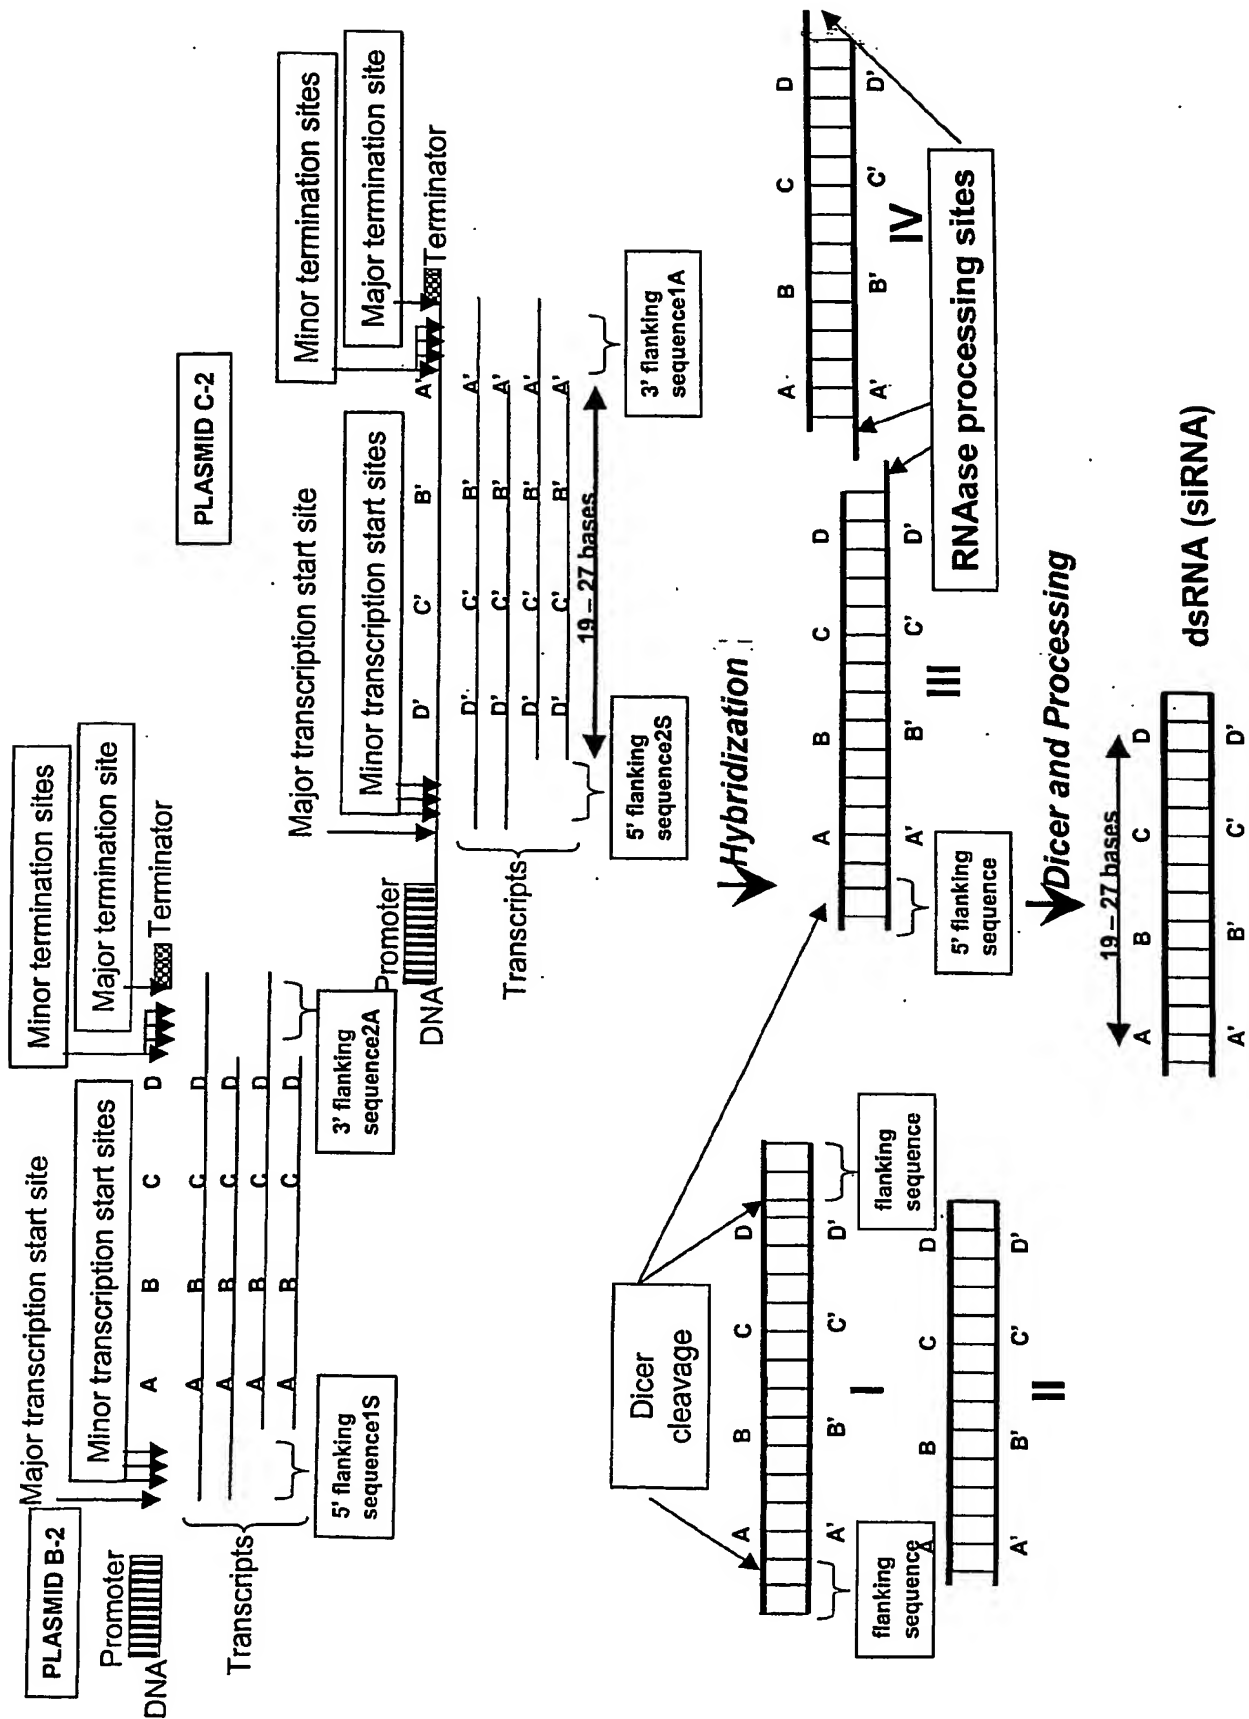 PLASMID B-2
Major transcription start site
Minor transcription start sites
Minor termination sites
Major termination site
Promoter
Terminator
DNA
A B C D
Transcripts
A B C D
A B C D
A B C D
A B C D
5' flanking
sequence1S
3' flanking
sequence2A
PLASMID C-2
Major transcription start site
Minor transcription start sites
Minor termination sites
Major termination site
Promoter
Terminator
DNA
D' C' B' A'
Transcripts
D' C' B' A'
D' C' B' A'
D' C' B' A'
D' C' B' A'
19 – 27 bases
5' flanking
sequence2S
3' flanking
sequence1A
Hybridization
Dicer
cleavage
A B C D
A' B' C' D'
flanking
sequence
flanking
sequence
I
A B C D
A' B' C' D'
II
A B C D
A' B' C' D'
5' flanking
sequence
III
A B C D
A' B' C' D'
IV
RNAase processing sites
Dicer and Processing
19 – 27 bases
A B C D
A' B' C' D'
dsRNA (siRNA)